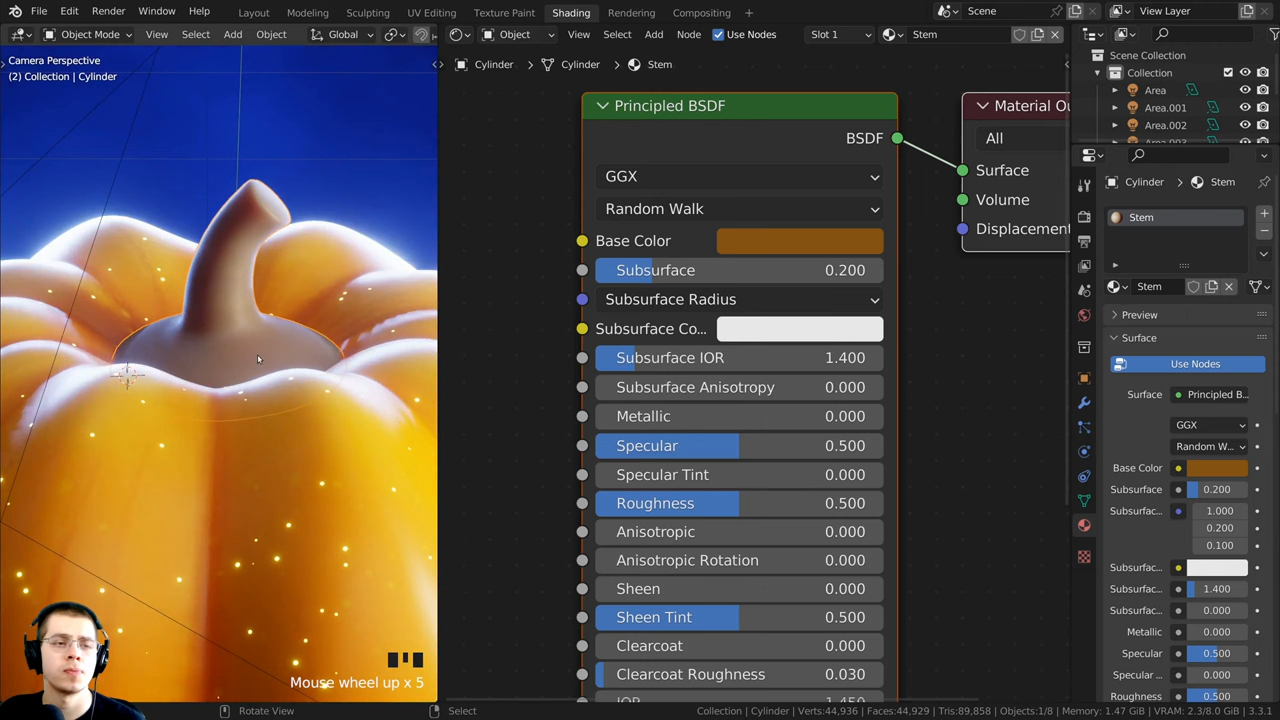 File Edit Render Window Help Layout Modeling Sculpting UV Editing Texture Paint Shading Rendering Compositing Scene View Layer
Object Mode View Select Add Object Global Object View Select Add Node Use Nodes Slot 1 Stem
Camera Perspective
(2) Collection | Cylinder
Cylinder Cylinder Stem
Scene Collection
Collection
Area
Area.001
Area.002
Principled BSDF
BSDF
GGX
Random Walk
Base Color
Subsurface 0.200
Subsurface Radius
Subsurface Co...
Subsurface IOR 1.400
Subsurface Anisotropy 0.000
Metallic 0.000
Specular 0.500
Specular Tint 0.000
Roughness 0.500
Anisotropic 0.000
Anisotropic Rotation 0.000
Sheen 0.000
Sheen Tint 0.500
Clearcoat 0.000
Clearcoat Roughness 0.030
Material Ou
All
Surface
Volume
Displacement
Cylinder Stem
Stem
Stem
Preview
Surface
Use Nodes
Surface Principled B...
GGX
Random W...
Base Color
Subsurface 0.200
Subsurfac... 1.000
0.200
0.100
Subsurfac...
Subsurfac... 1.400
Subsurfac... 0.000
Metallic 0.000
Specular 0.500
Specular ... 0.000
Roughness 0.500
Mouse wheel up x 5
Rotate View Select Collection | Cylinder | Verts:44,936 | Faces:44,929 | Tris:89,858 | Objects:1/8 | Memory: 1.47 GiB | VRAM: 2.3/8.0 GiB | 3.3.1